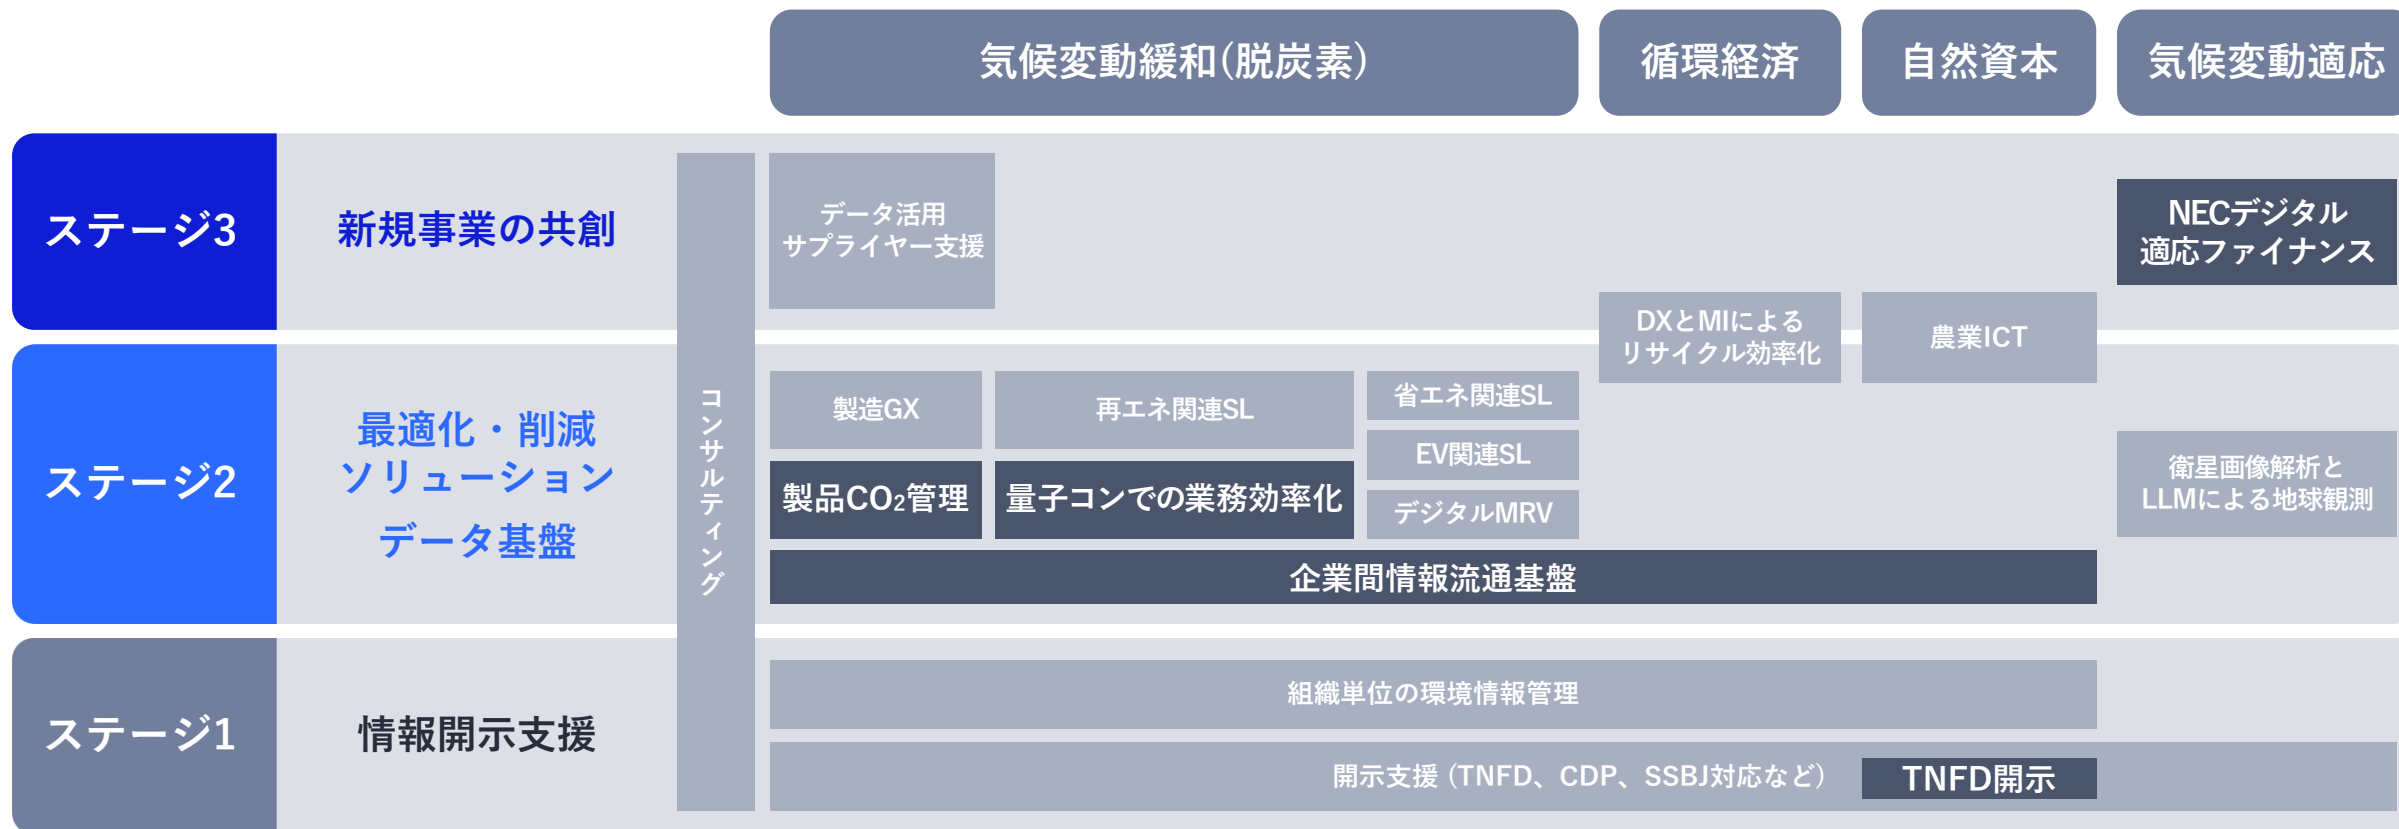 気候変動緩和(脱炭素)
循環経済
自然資本
気候変動適応
ステージ3
新規事業の共創
データ活用
サプライヤー支援
NECデジタル
適応ファイナンス
DXとMIによる
リサイクル効率化
農業ICT
コンサルティング
ステージ2
最適化・削減
ソリューション
データ基盤
製造GX
再エネ関連SL
省エネ関連SL
EV関連SL
デジタルMRV
製品CO₂管理
量子コンでの業務効率化
衛星画像解析と
LLMによる地球観測
企業間情報流通基盤
ステージ1
情報開示支援
組織単位の環境情報管理
開示支援（TNFD、CDP、SSBJ対応など）
TNFD開示